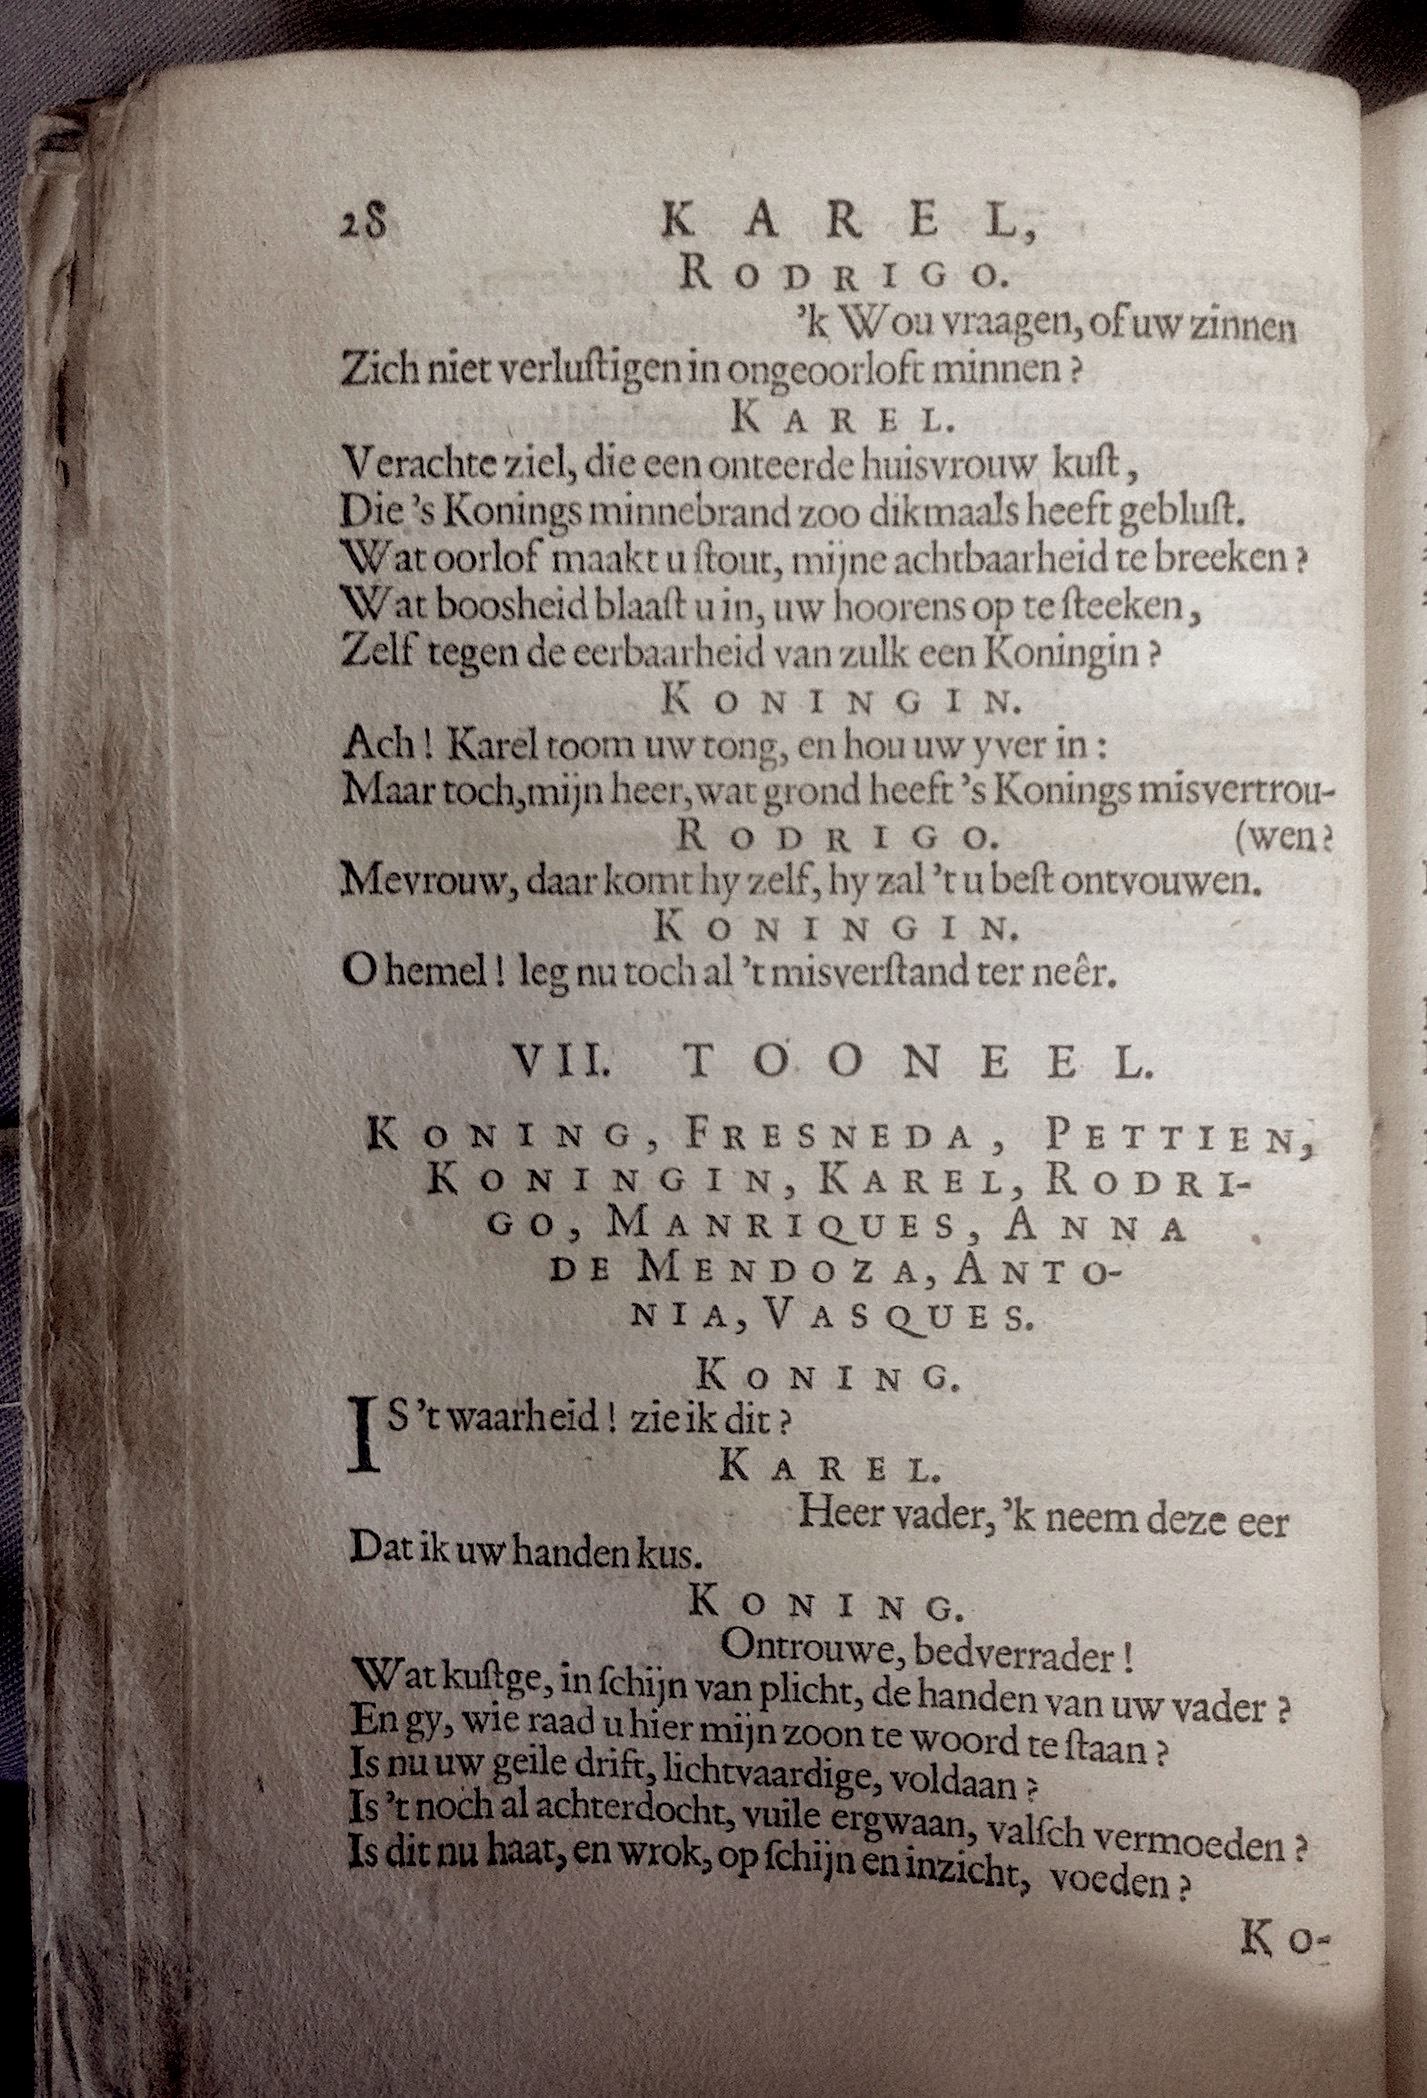 28 KAREL,
RODRIGO.
’k Wou vraagen, of uw zinnen
Zich niet verluſtigen in ongeoorloft minnen?
KAREL.
Verachte ziel, die een onteerde huisvrouw kuſt,
Die ’s Konings minnebrand zoo dikmaals heeft gebluſt.
Wat oorlof maakt u ſtout, mijne achtbaarheid te breeken?
Wat boosheid blaaſt u in, uw hoorens op te ſteeken,
Zelf tegen de eerbaarheid van zulk een Koningin?
KONINGIN.
Ach! Karel toom uw tong, en hou uw yver in:
Maar toch, mijn heer, wat grond heeft ’s Konings misvertrou-
RODRIGO. (wen?
Mevrouw, daar komt hy zelf, hy zal ’t u beſt ontvouwen.
KONINGIN.
O hemel! leg nu toch al ’t misverſtand ter neêr.
VII. TOONEEL.
KONING, FRESNEDA, PETTIEN,
KONINGIN, KAREL, RODRI-
GO, MANRIQUES, ANNA
DE MENDOZA, ANTO-
NIA, VASQUES.
KONING.
IS ’t waarheid! zie ik dit?
KAREL.
Heer vader, ’k neem deze eer
Dat ik uw handen kus.
KONING.
Ontrouwe, bedverrader!
Wat kuſtge, in ſchijn van plicht, de handen van uw vader?
En gy, wie raad u hier mijn zoon te woord te ſtaan?
Is nu uw geile drift, lichtvaardige, voldaan?
Is ’t noch al achterdocht, vuile ergwaan, valſch vermoeden?
Is dit nu haat, en wrok, op ſchijn en inzicht, voeden?
KO-